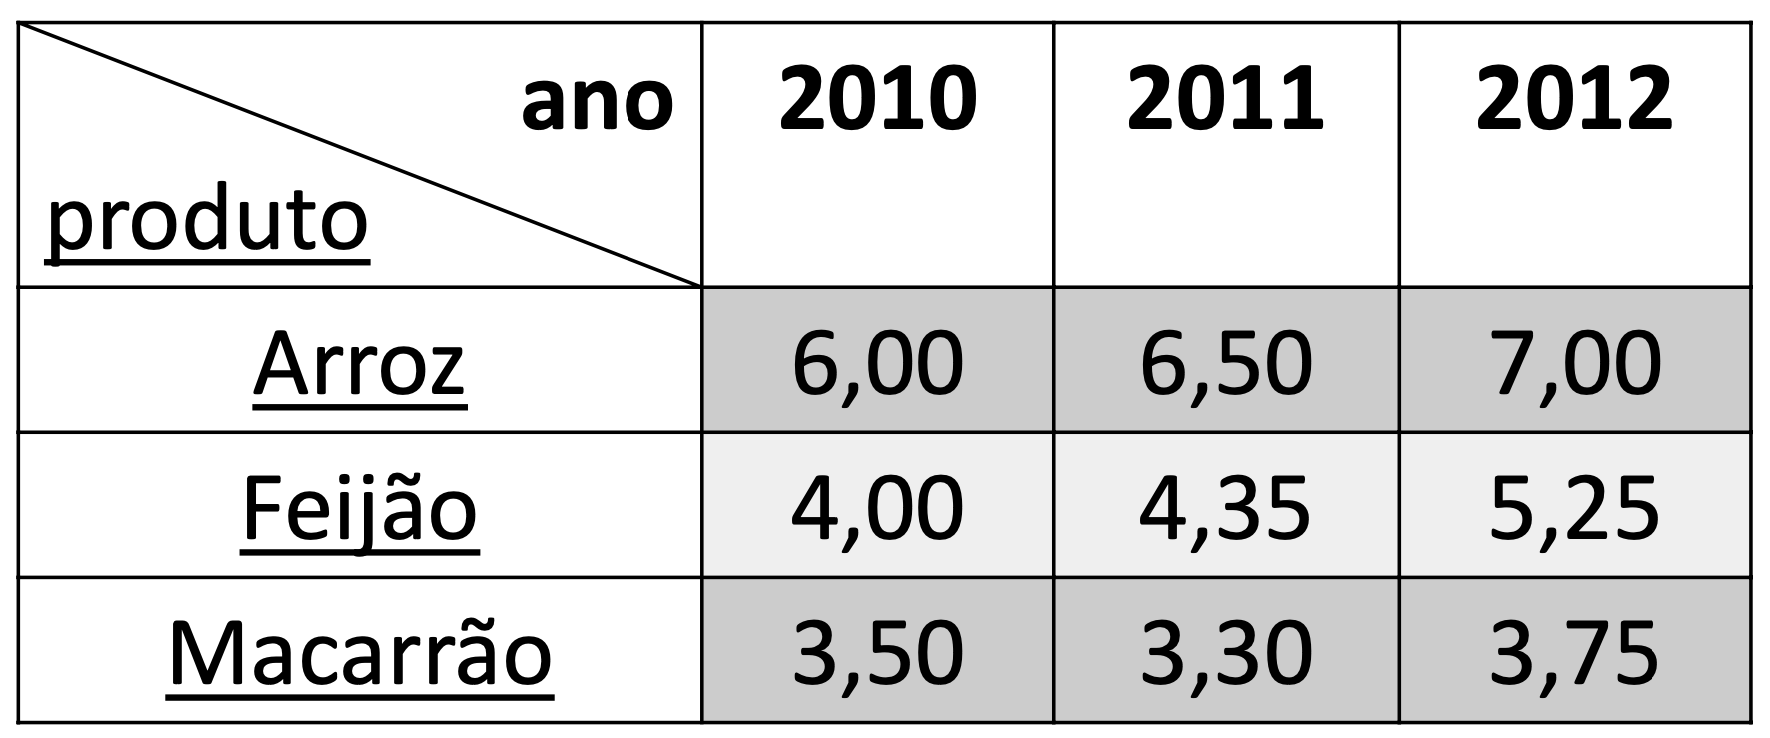 ano 2010 2011 2012
produto
Arroz 6,00 6,50 7,00
Feijão 4,00 4,35 5,25
Macarrão 3,50 3,30 3,75